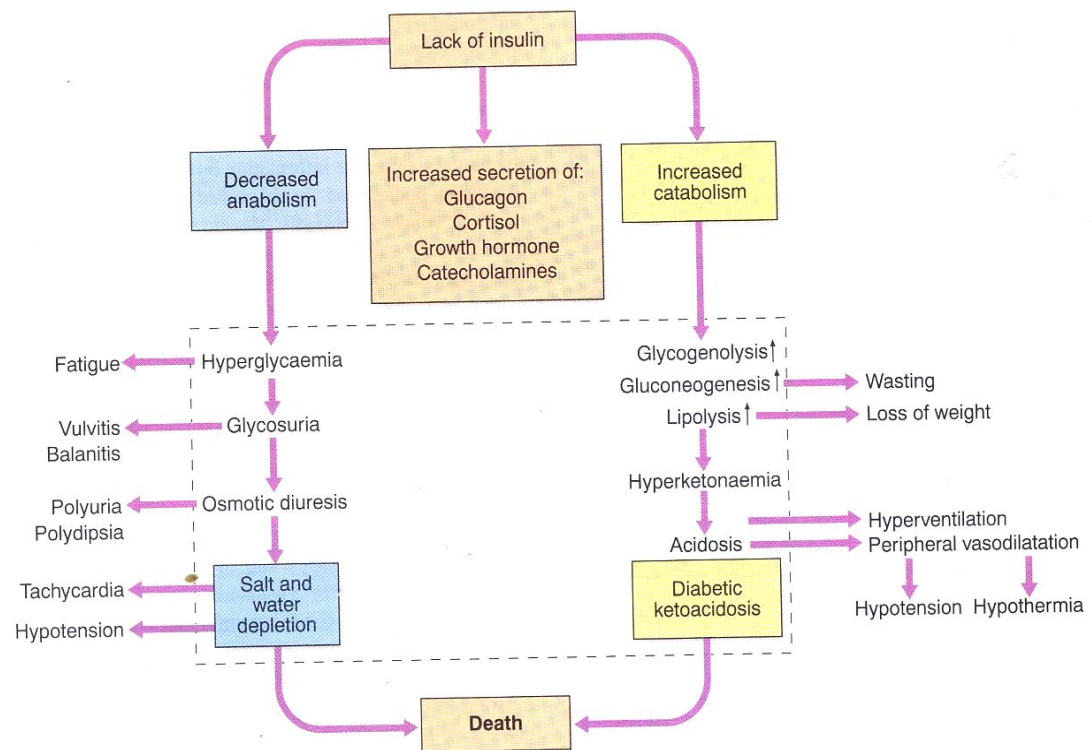 Lack of insulin
Decreased
anabolism
Increased secretion of:
Glucagon
Cortisol
Growth hormone
Catecholamines
Increased
catabolism
Fatigue
Hyperglycaemia
Vulvitis
Balanitis
Glycosuria
Polyuria
Polydipsia
Osmotic diuresis
Tachycardia
Hypotension
Salt and
water
depletion
Glycogenolysis↑
Gluconeogenesis↑
Wasting
Lipolysis↑
Loss of weight
Hyperketonaemia
Acidosis
Hyperventilation
Peripheral vasodilatation
Hypotension
Hypothermia
Diabetic
ketoacidosis
Death